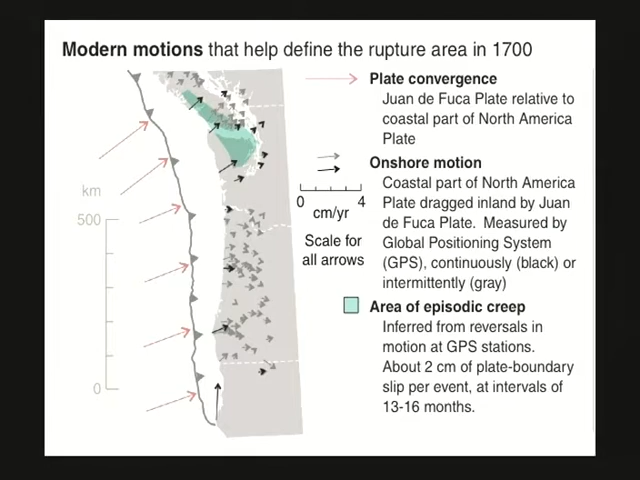 Modern motions that help define the rupture area in 1700
Plate convergence
Juan de Fuca Plate relative to
coastal part of North America
Plate
Onshore motion
Coastal part of North America
Plate dragged inland by Juan
de Fuca Plate. Measured by
Global Positioning System
(GPS), continuously (black) or
intermittently (gray)
Area of episodic creep
Inferred from reversals in
motion at GPS stations.
About 2 cm of plate-boundary
slip per event, at intervals of
13-16 months.
0 4
cm/yr
Scale for
all arrows
km
500
0